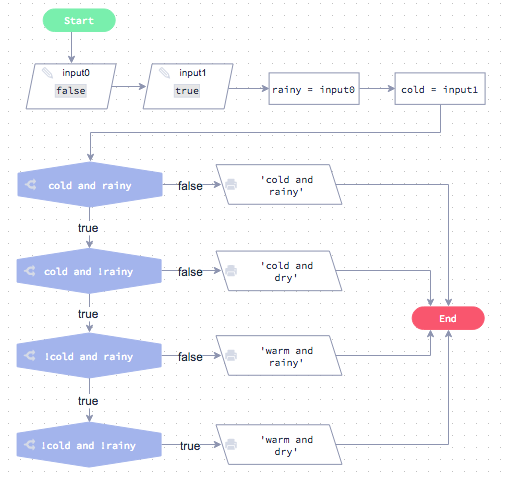 Start
input0
false
input1
true
rainy = input0
cold = input1
cold and rainy
false
'cold and
rainy'
true
cold and !rainy
false
'cold and
dry'
true
End
!cold and rainy
false
'warm and
rainy'
true
!cold and !rainy
true
'warm and
dry'